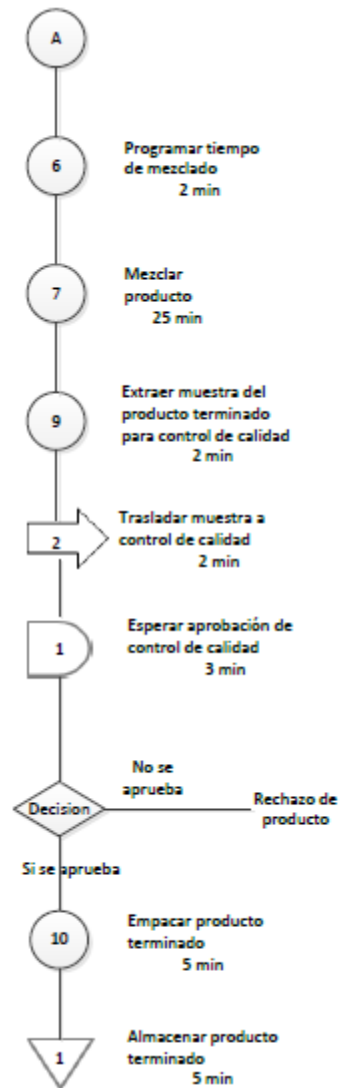 A
6
Programar tiempo
de mezclado
2 min
7
Mezclar
producto
25 min
9
Extraer muestra del
producto terminado
para control de calidad
2 min
2
Trasladar muestra a
control de calidad
2 min
1
Esperar aprobación de
control de calidad
3 min
No se
aprueba
Decision
Rechazo de
producto
Si se aprueba
10
Empacar producto
terminado
5 min
1
Almacenar producto
terminado
5 min